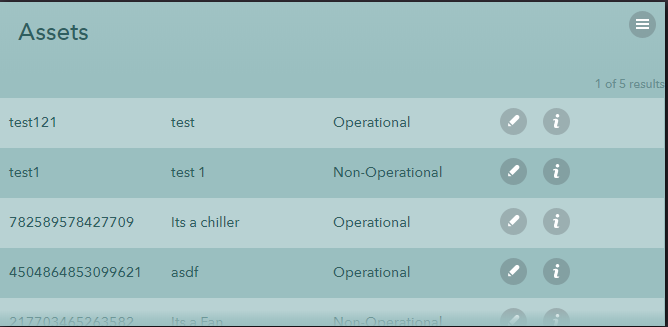 Assets
1 of 5 results
test121 test Operational
test1 test 1 Non-Operational
782589578427709 Its a chiller Operational
4504864853099621 asdf Operational
217703465263582 Its a Fan Non-Operational